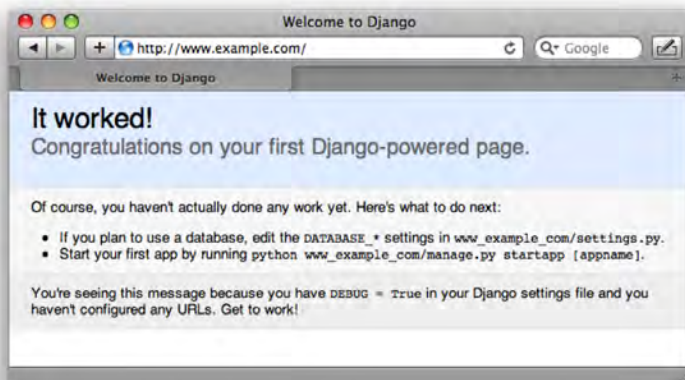 Welcome to Django
http://www.example.com/
Google
Welcome to Django
It worked!
Congratulations on your first Django-powered page.
Of course, you haven't actually done any work yet. Here's what to do next:
• If you plan to use a database, edit the DATABASE_* settings in www_example_com/settings.py.
• Start your first app by running python www_example_com/manage.py startapp [appname].
You're seeing this message because you have DEBUG = True in your Django settings file and you
haven't configured any URLs. Get to work!